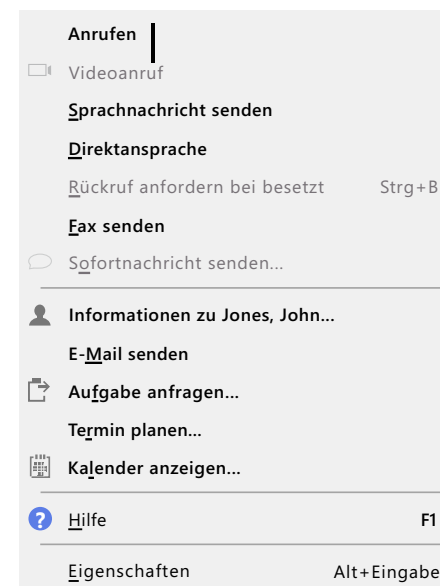 Anrufen
Videoanruf
Sprachnachricht senden
Direktansprache
Rückruf anfordern bei besetzt Strg+B
Fax senden
Sofortnachricht senden...
Informationen zu Jones, John...
E-Mail senden
Aufgabe anfragen...
Termin planen...
Kalender anzeigen...
Hilfe F1
Eigenschaften Alt+Eingabe